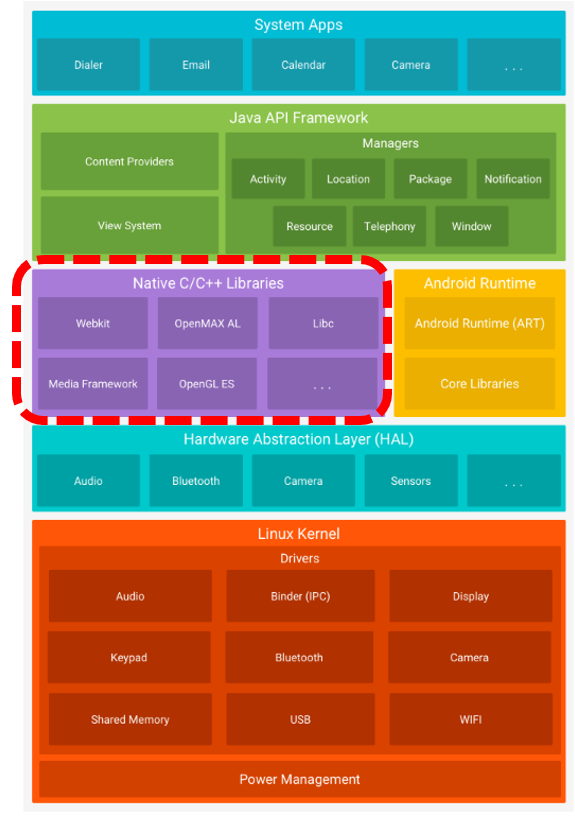 System Apps
Dialer Email Calendar Camera . . .
Java API Framework
Content Providers
View System
Managers
Activity Location Package Notification
Resource Telephony Window
Native C/C++ Libraries
Webkit OpenMAX AL Libc
Media Framework OpenGL ES . . .
Android Runtime
Android Runtime (ART)
Core Libraries
Hardware Abstraction Layer (HAL)
Audio Bluetooth Camera Sensors . . .
Linux Kernel
Drivers
Audio Binder (IPC) Display
Keypad Bluetooth Camera
Shared Memory USB WIFI
Power Management